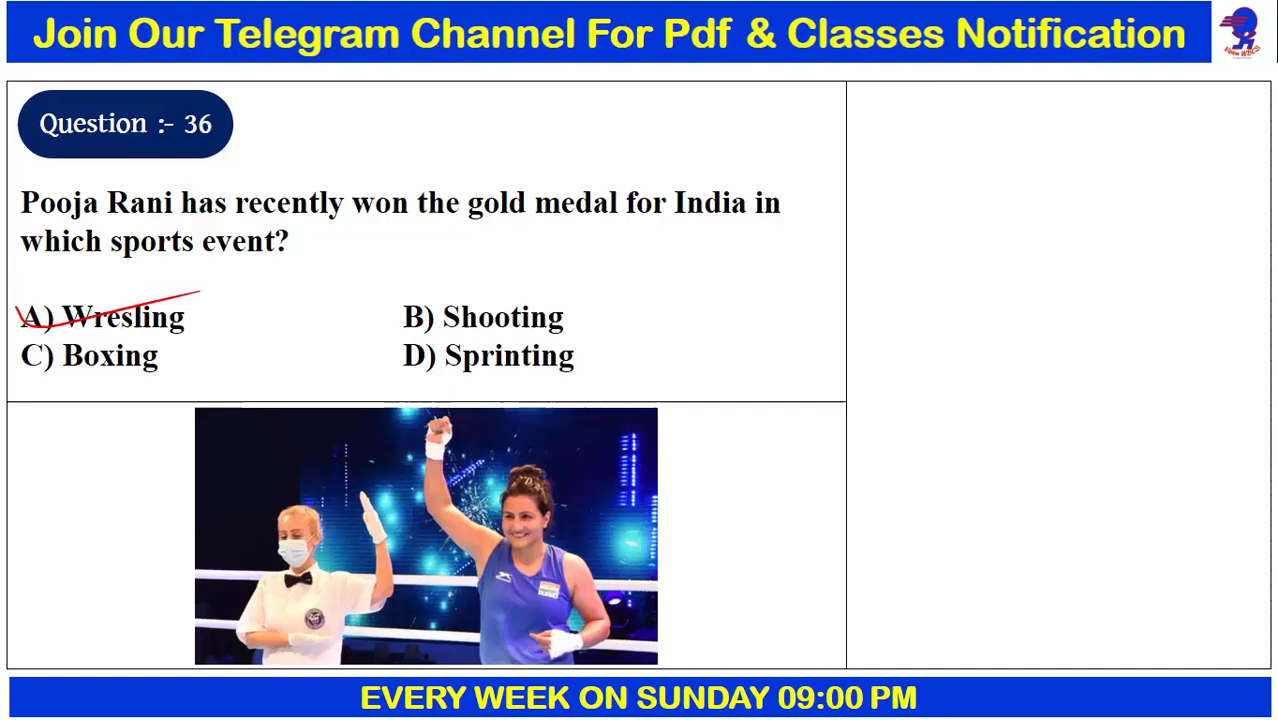 Join Our Telegram Channel For Pdf & Classes Notification
Question :- 36
Pooja Rani has recently won the gold medal for India in
which sports event?
A) Wresling
B) Shooting
C) Boxing
D) Sprinting
EVERY WEEK ON SUNDAY 09:00 PM